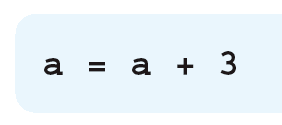 a = a + 3